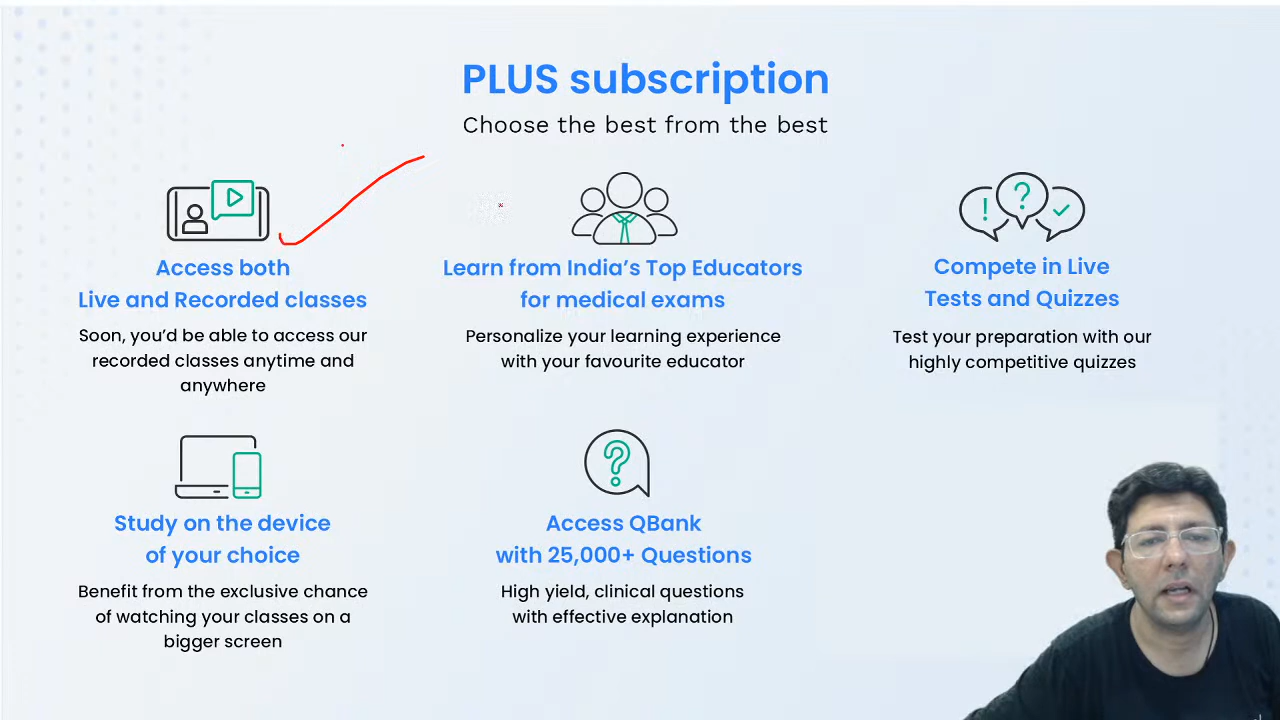 PLUS subscription
Choose the best from the best
Access both
Live and Recorded classes
Soon, you’d be able to access our
recorded classes anytime and
anywhere
Learn from India’s Top Educators
for medical exams
Personalize your learning experience
with your favourite educator
Compete in Live
Tests and Quizzes
Test your preparation with our
highly competitive quizzes
Study on the device
of your choice
Benefit from the exclusive chance
of watching your classes on a
bigger screen
Access QBank
with 25,000+ Questions
High yield, clinical questions
with effective explanation